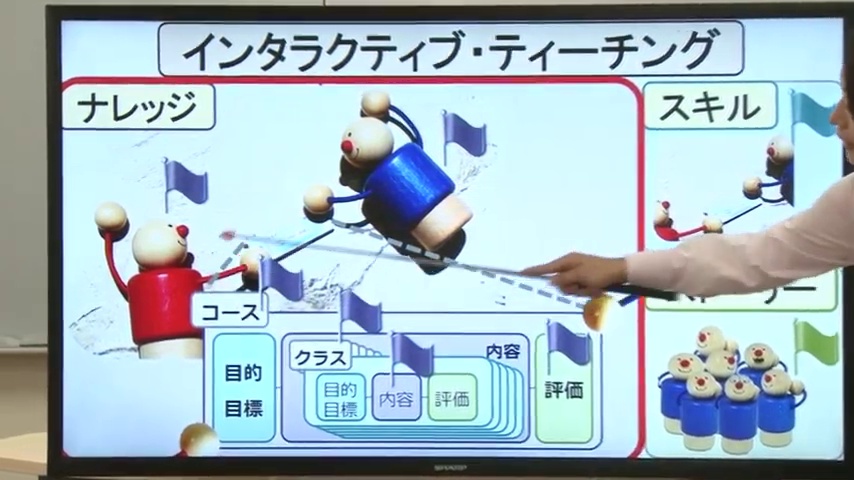 インタラクティブ・ティーチング
ナレッジ
スキル
コース
目的
目標
クラス
内容
目的
目標
内容
評価
評価